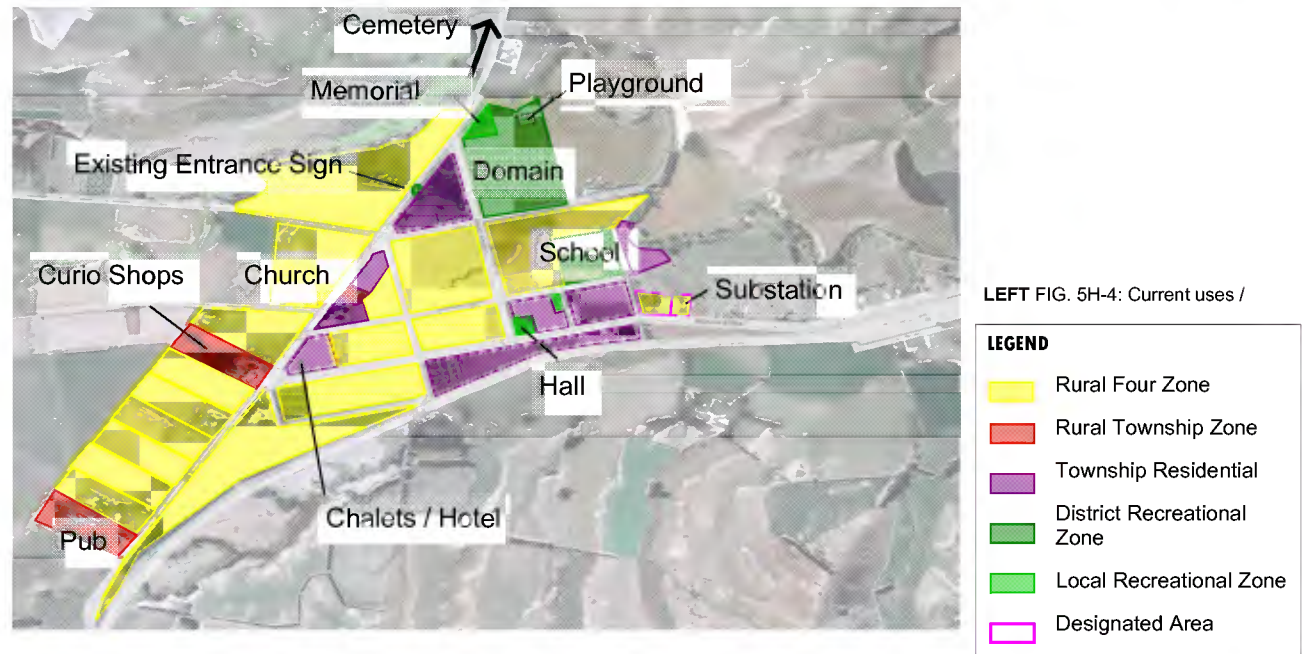 Cemetery
Memorial
Playground
Existing Entrance Sign
Domain
Curio Shops
Church
School
Substation
Hall
Chalets / Hotel
Pub
LEFT FIG. 5H-4: Current uses /
LEGEND
Rural Four Zone
Rural Township Zone
Township Residential
District Recreational
Zone
Local Recreational Zone
Designated Area